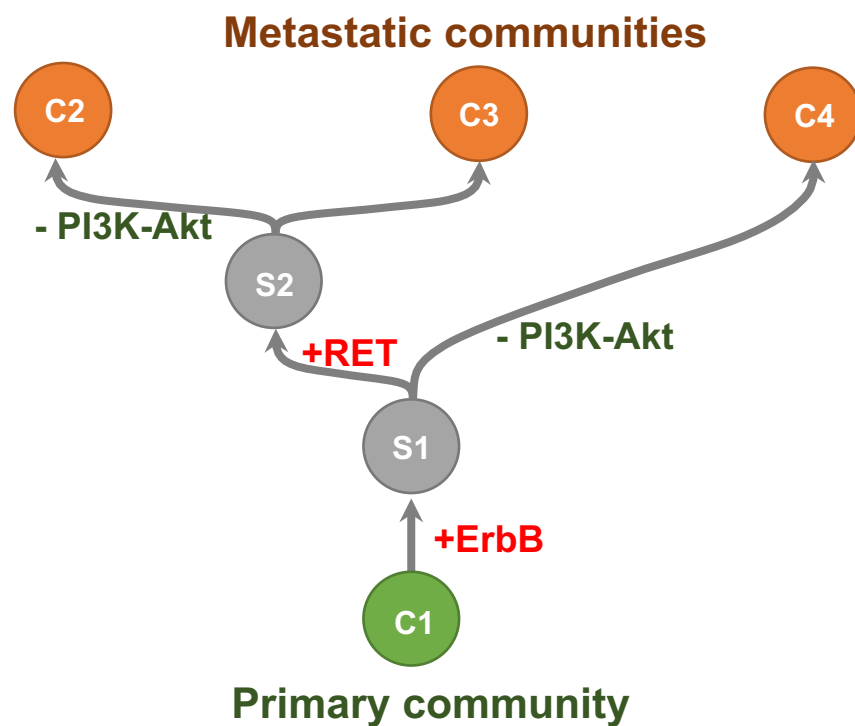 Metastatic communities
C2
C3
C4
- PI3K-Akt
S2
+RET
- PI3K-Akt
S1
+ErbB
C1
Primary community